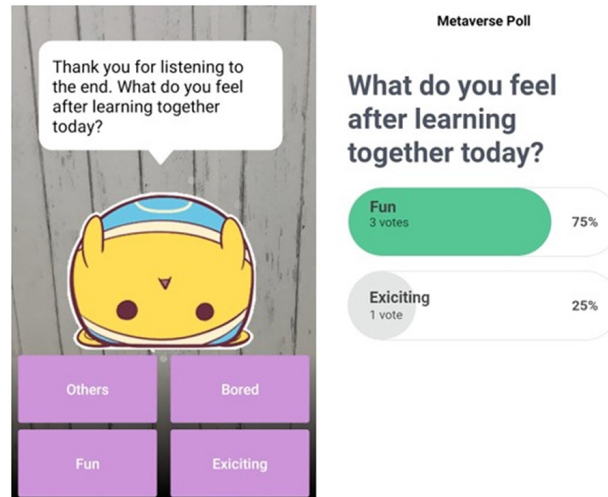 Thank you for listening to
the end. What do you feel
after learning together
today?
Others
Bored
Fun
Exiciting
Metaverse Poll
What do you feel
after learning
together today?
Fun
3 votes
75%
Exiciting
1 vote
25%